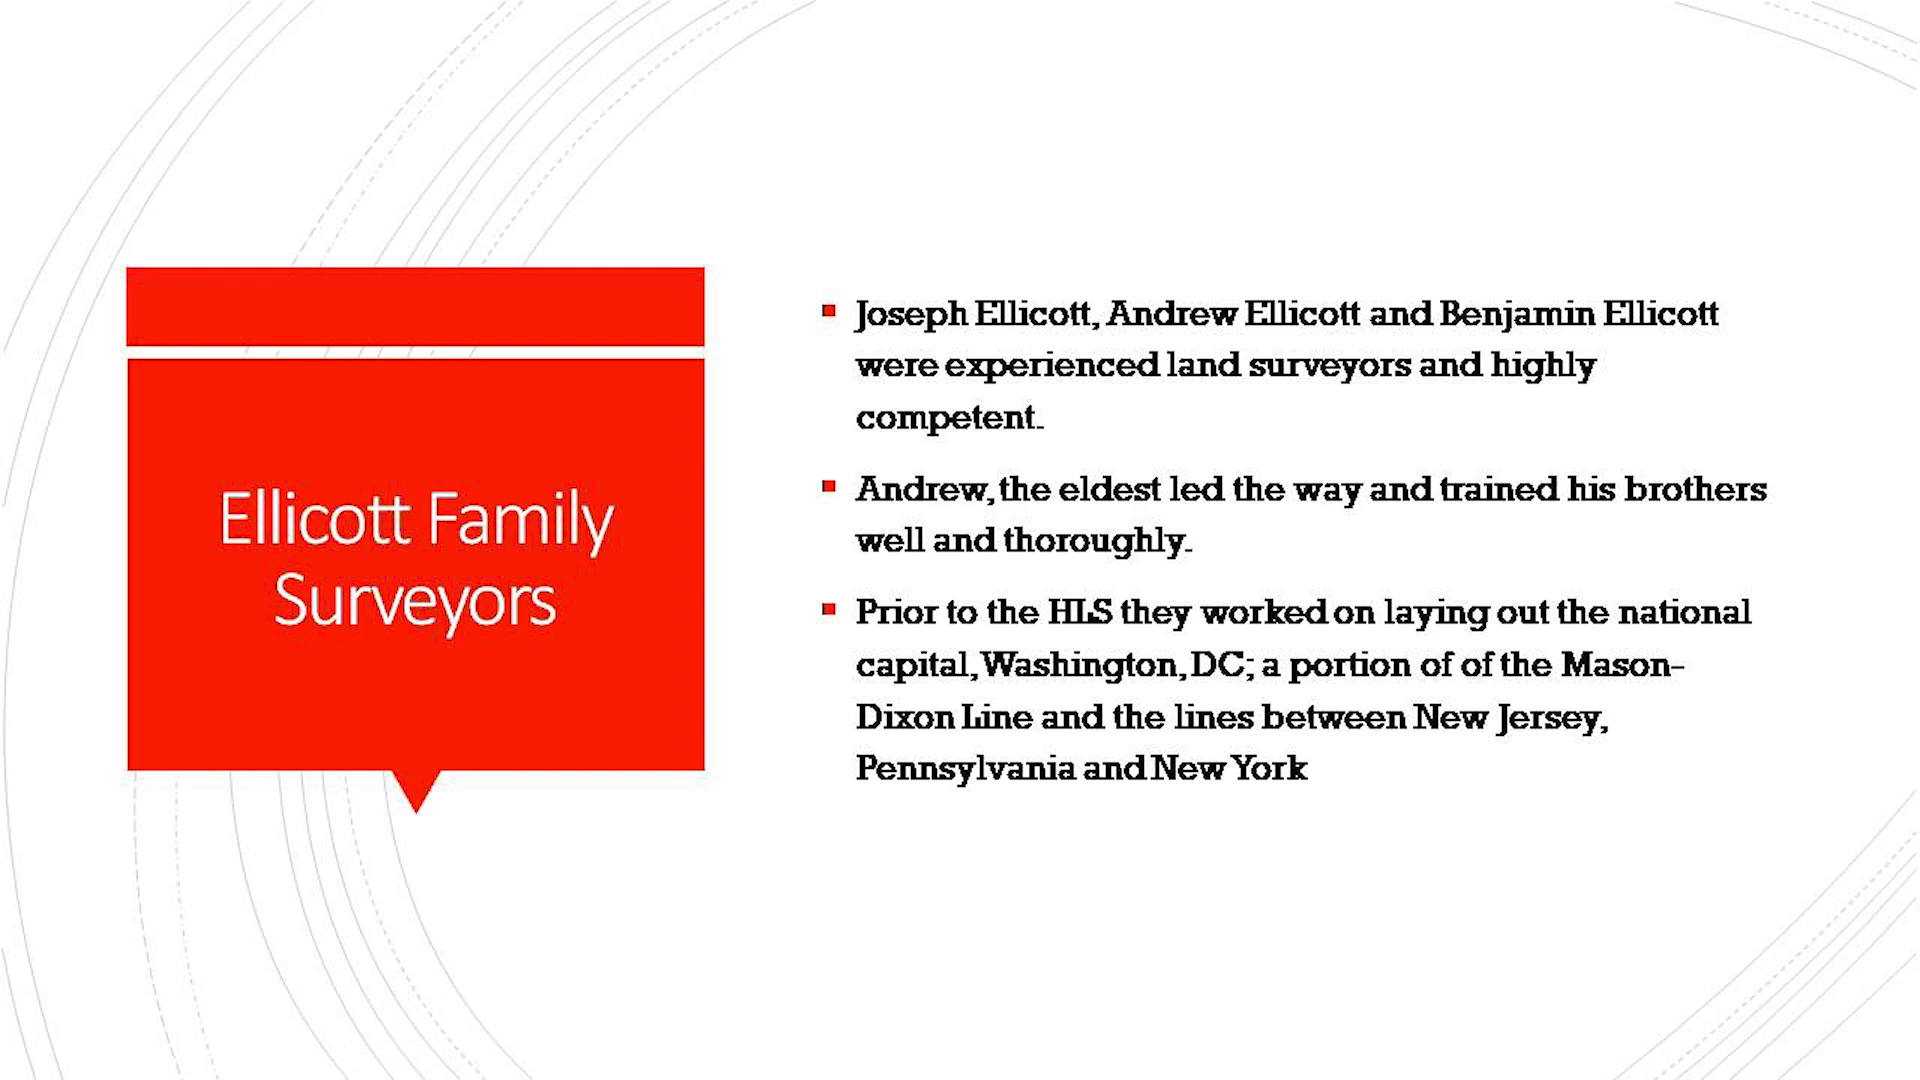 Ellicott Family
Surveyors
Joseph Ellicott, Andrew Ellicott and Benjamin Ellicott
were experienced land surveyors and highly
competent.
Andrew, the eldest led the way and trained his brothers
well and thoroughly.
Prior to the HLS they worked on laying out the national
capital, Washington, DC; a portion of of the Mason-
Dixon Line and the lines between New Jersey,
Pennsylvania and New York